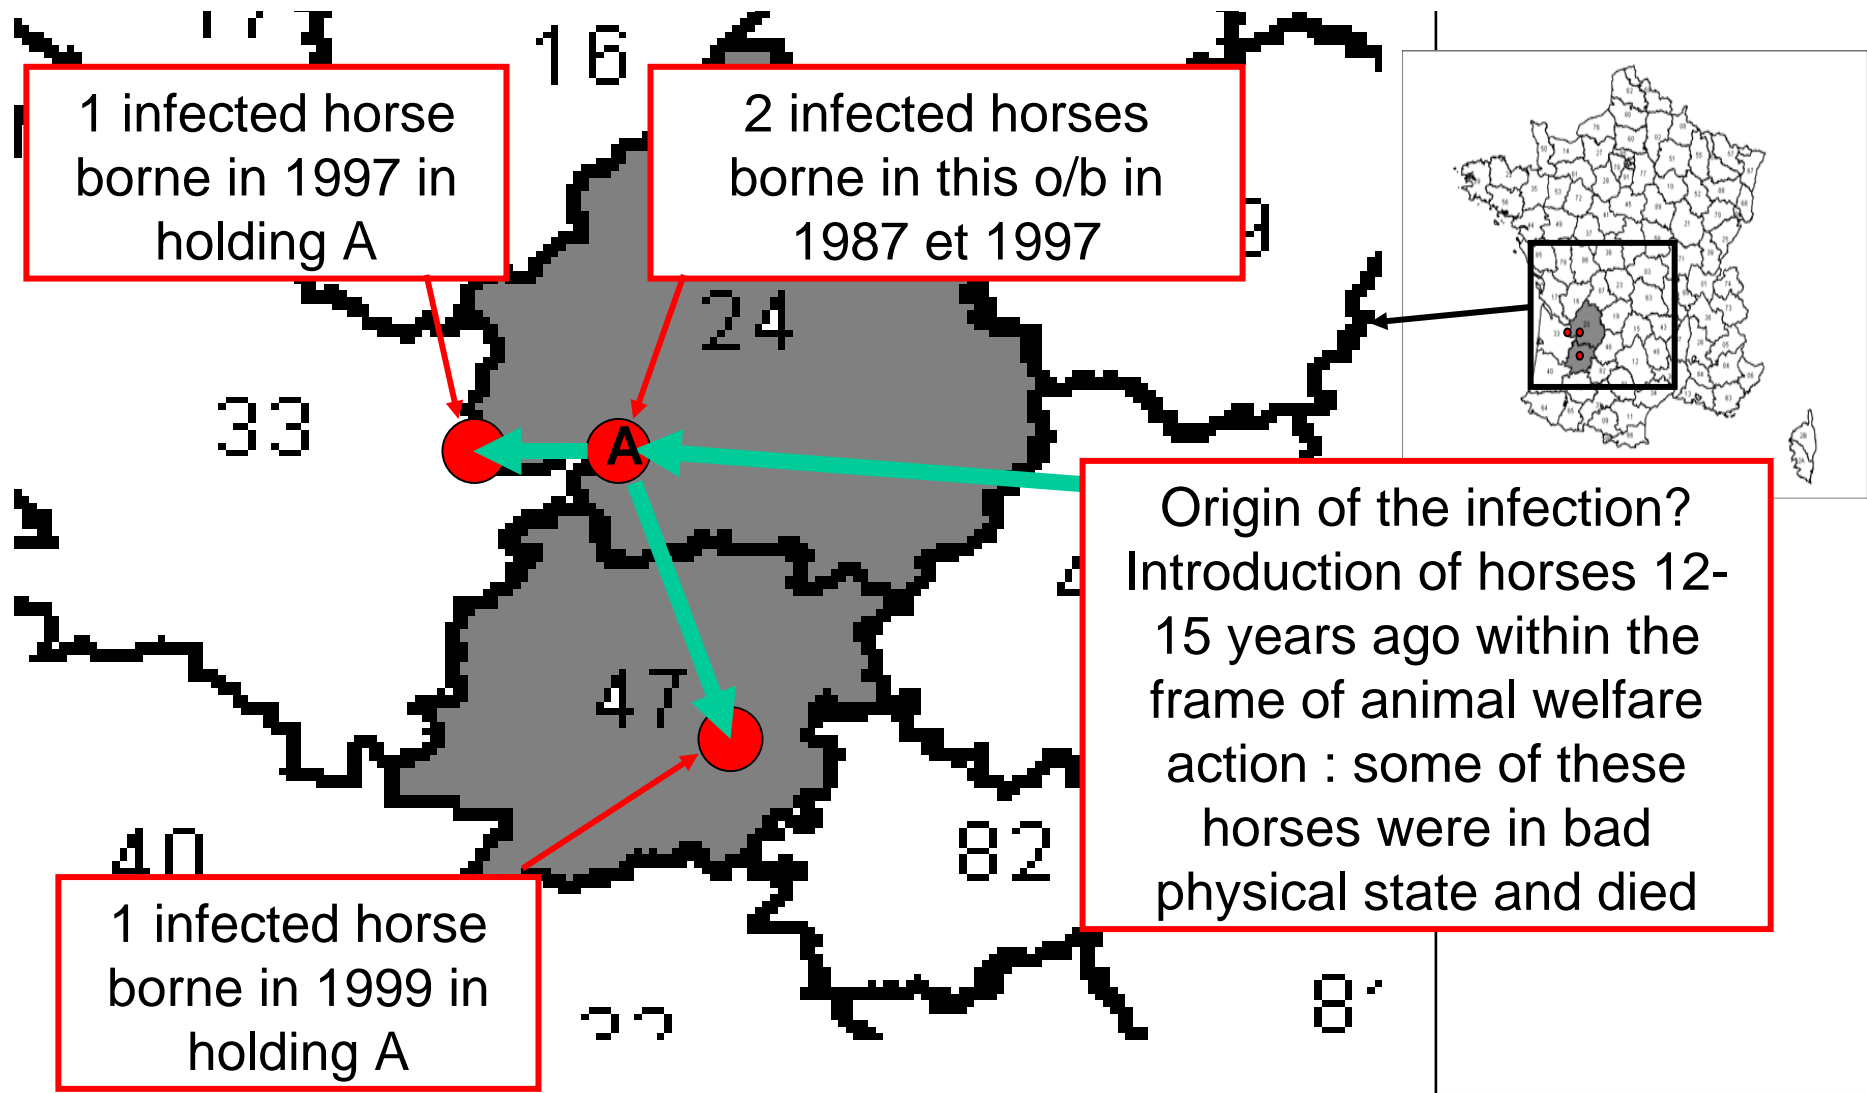 16
1 infected horse
borne in 1997 in
holding A
2 infected horses
borne in this o/b in
1987 et 1997
24
33
A
Origin of the infection?
Introduction of horses 12-
15 years ago within the
frame of animal welfare
action : some of these
horses were in bad
physical state and died
47
40
82
1 infected horse
borne in 1999 in
holding A